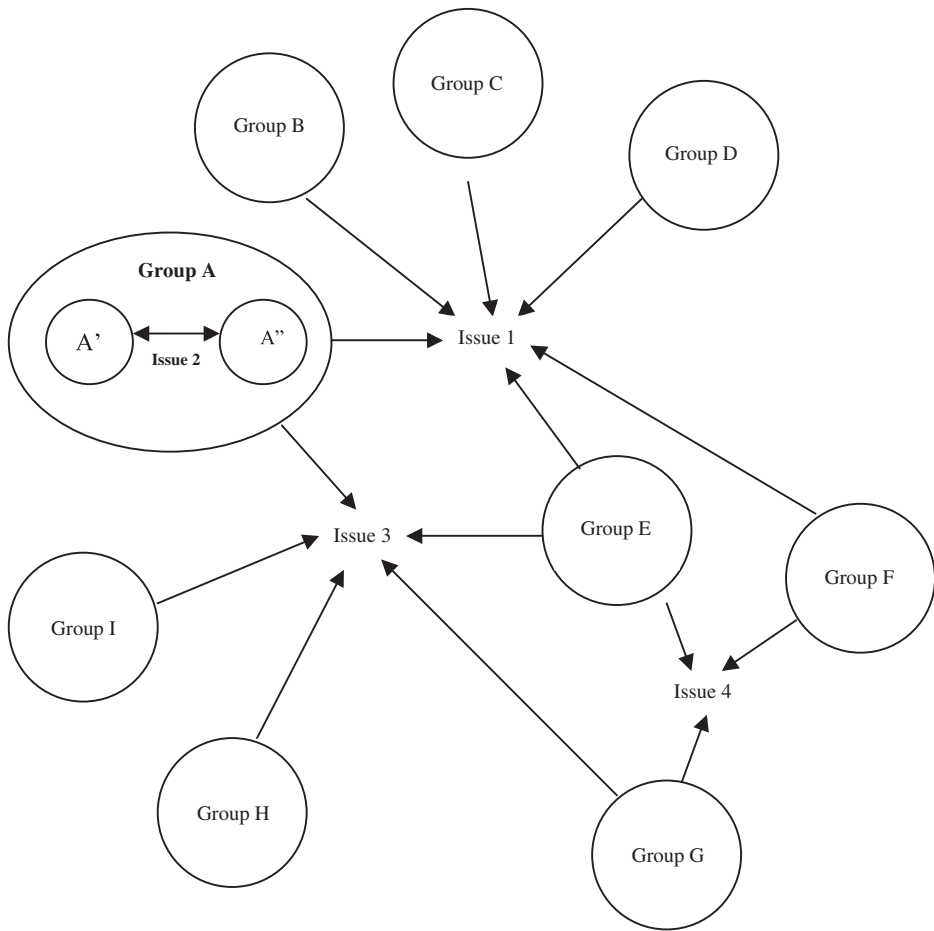 Group C
Group B
Group D
Group A
A’
A”
Issue 2
Issue 1
Group E
Issue 3
Group F
Group I
Issue 4
Group H
Group G